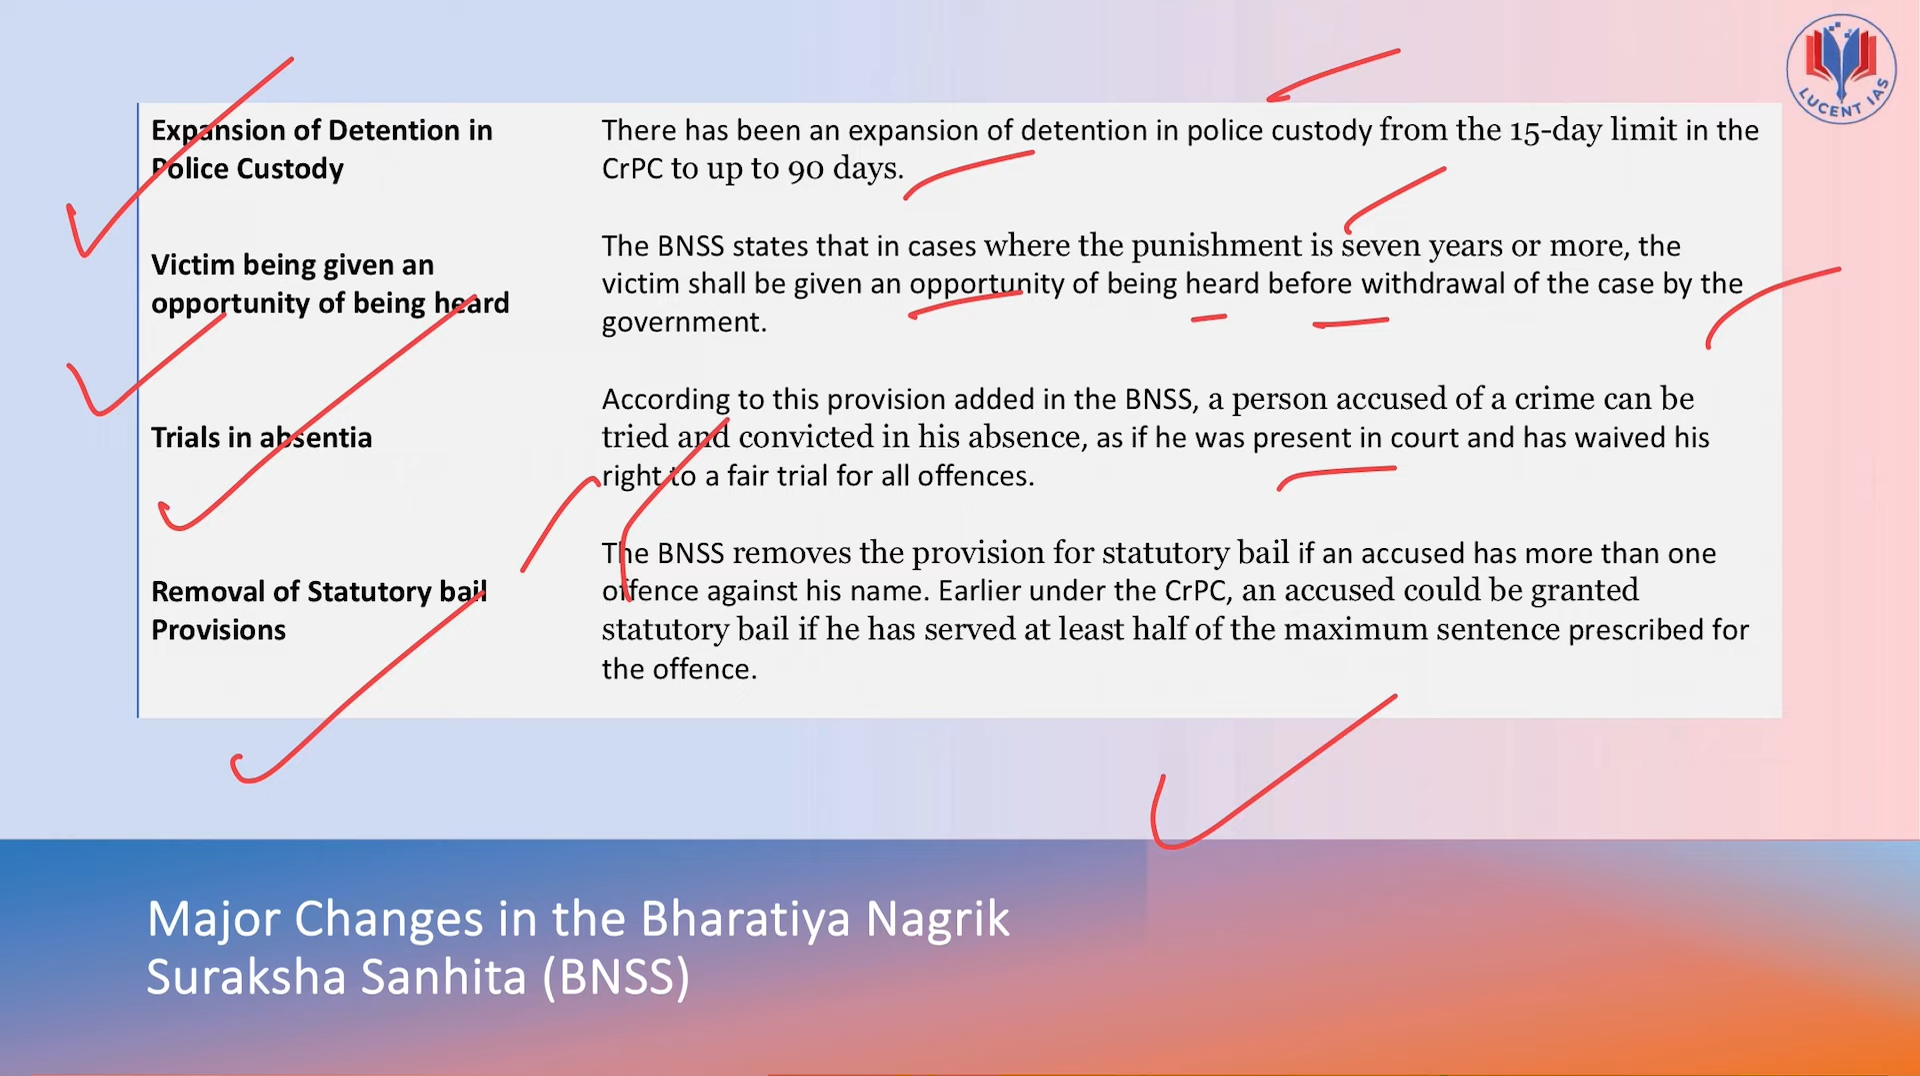 LUCENT IAS
Expansion of Detention in
Police Custody
There has been an expansion of detention in police custody from the 15-day limit in the
CrPC to up to 90 days.
Victim being given an
opportunity of being heard
The BNSS states that in cases where the punishment is seven years or more, the
victim shall be given an opportunity of being heard before withdrawal of the case by the
government.
Trials in absentia
According to this provision added in the BNSS, a person accused of a crime can be
tried and convicted in his absence, as if he was present in court and has waived his
right to a fair trial for all offences.
Removal of Statutory bail
Provisions
The BNSS removes the provision for statutory bail if an accused has more than one
offence against his name. Earlier under the CrPC, an accused could be granted
statutory bail if he has served at least half of the maximum sentence prescribed for
the offence.
Major Changes in the Bharatiya Nagrik
Suraksha Sanhita (BNSS)